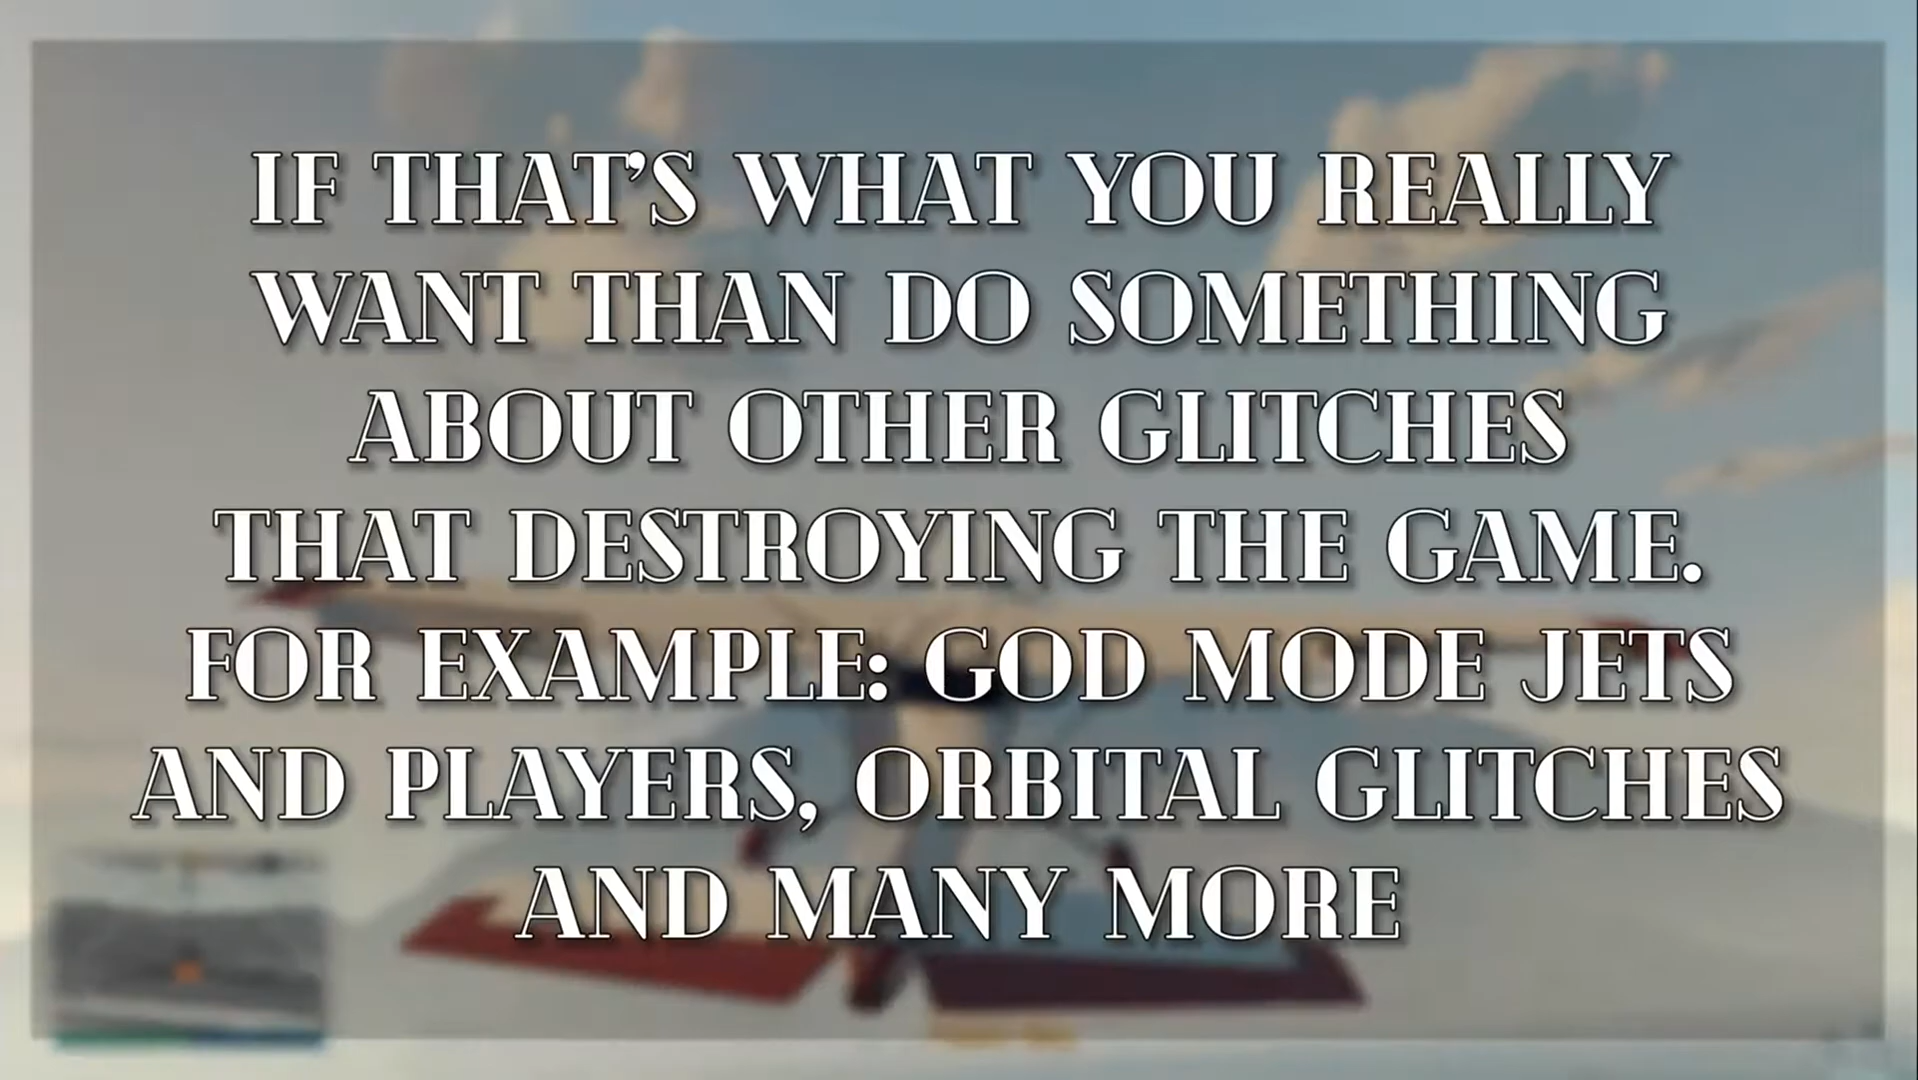 IF THAT'S WHAT YOU REALLY
WANT THAN DO SOMETHING
ABOUT OTHER GLITCHES
THAT DESTROYING THE GAME.
FOR EXAMPLE: GOD MODE JETS
AND PLAYERS, ORBITAL GLITCHES
AND MANY MORE